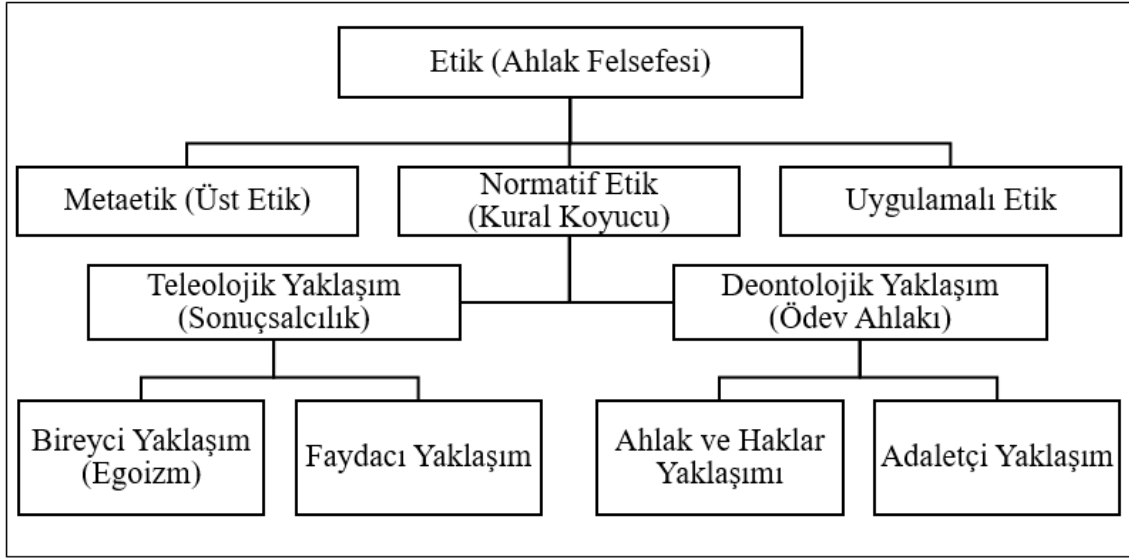 Etik (Ahlak Felsefesi)
Metaetik (Üst Etik)
Normatif Etik
(Kural Koyucu)
Uygulamalı Etik
Teleolojik Yaklaşım
(Sonuçsalcılık)
Deontolojik Yaklaşım
(Ödev Ahlakı)
Bireyci Yaklaşım
(Egoizm)
Faydacı Yaklaşım
Ahlak ve Haklar
Yaklaşımı
Adaletçi Yaklaşım